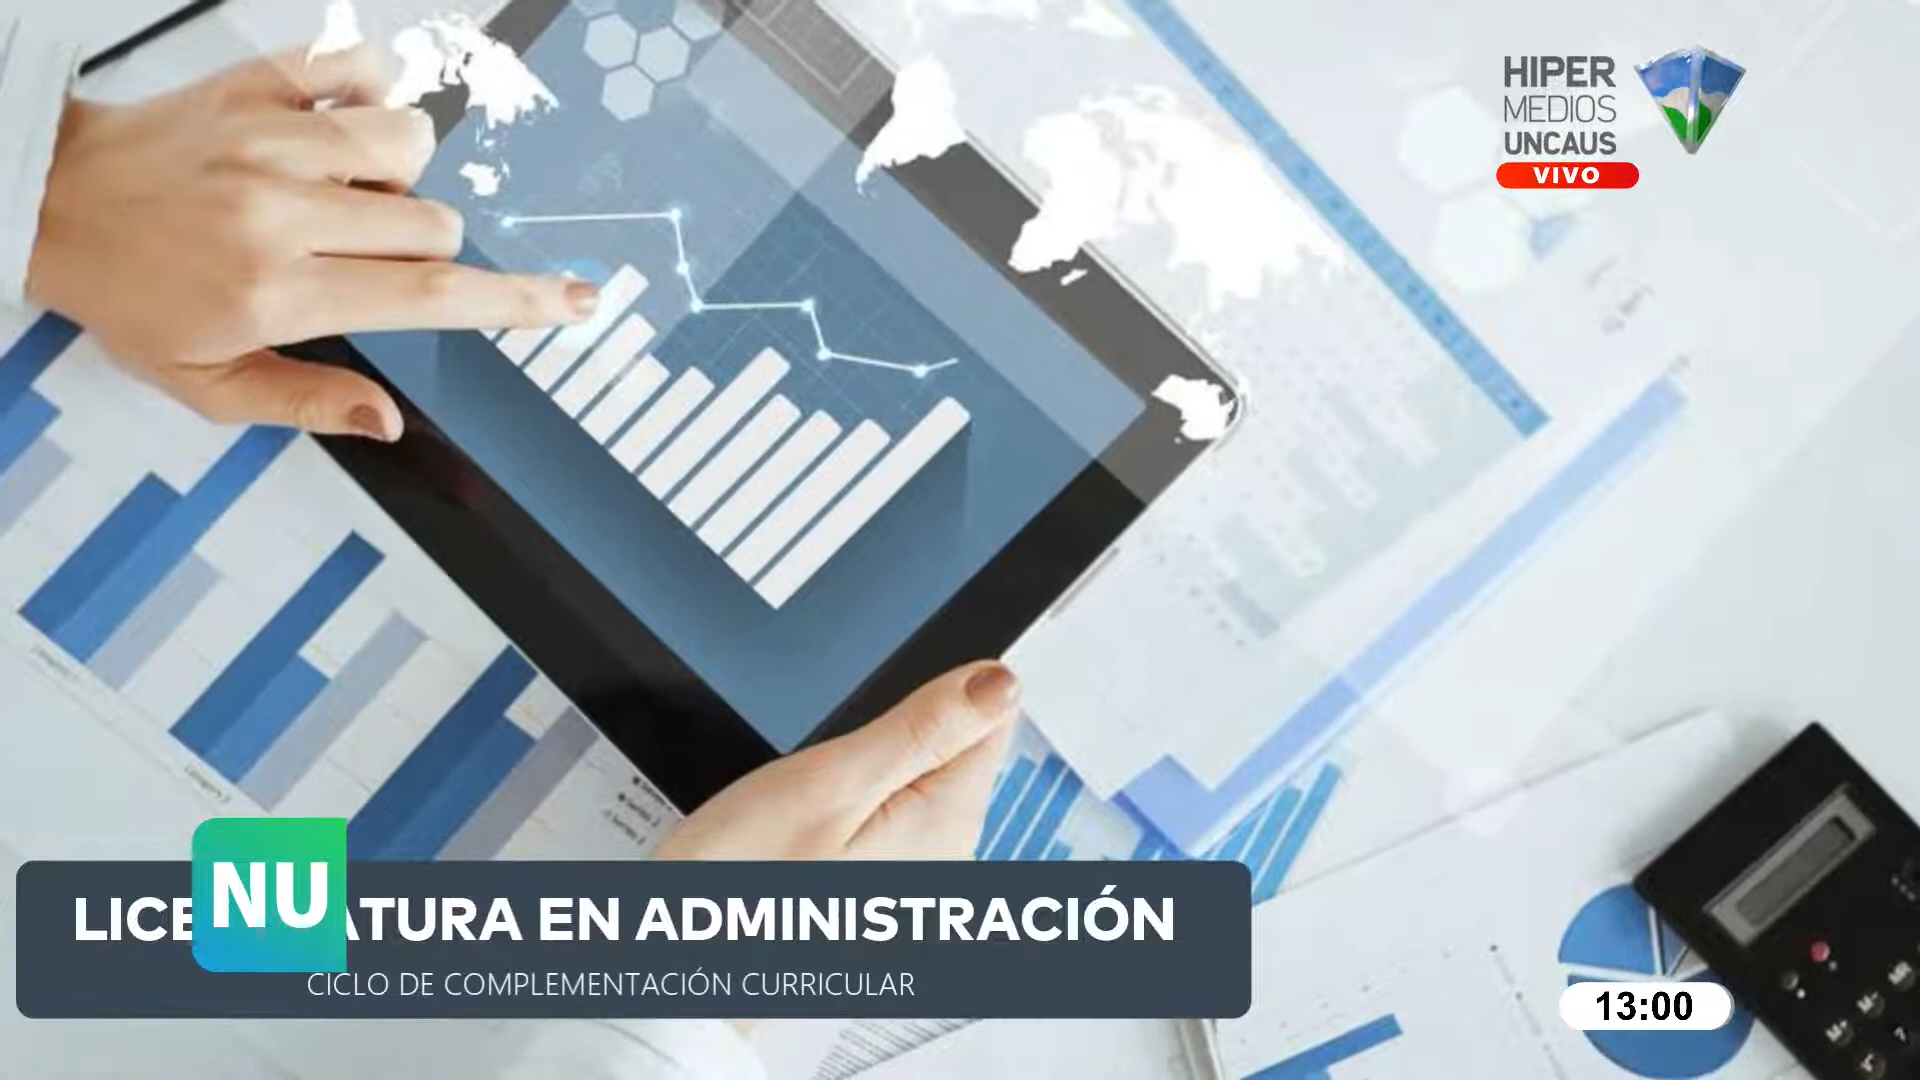 HIPER
MEDIOS
UNCAUS
VIVO
NU
LICE ATURA EN ADMINISTRACIÓN
CICLO DE COMPLEMENTACIÓN CURRICULAR
13:00